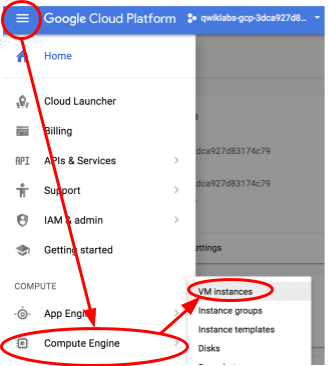 Google Cloud Platform qwiklabs-gcp-3dca927d8...
Home
Cloud Launcher
Billing
API APIs & Services
dca927d83174c79
Support
dca927d83174c79
IAM & admin
Getting started
ettings
COMPUTE
VM instances
App Engine
Instance groups
Instance templates
Compute Engine
Disks